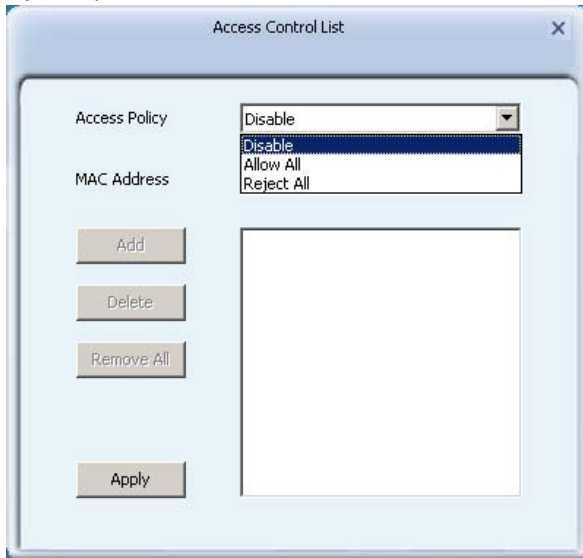 Access Control List
Access Policy
Disable
Disable
Allow All
Reject All
MAC Address
Add
Delete
Remove All
Apply